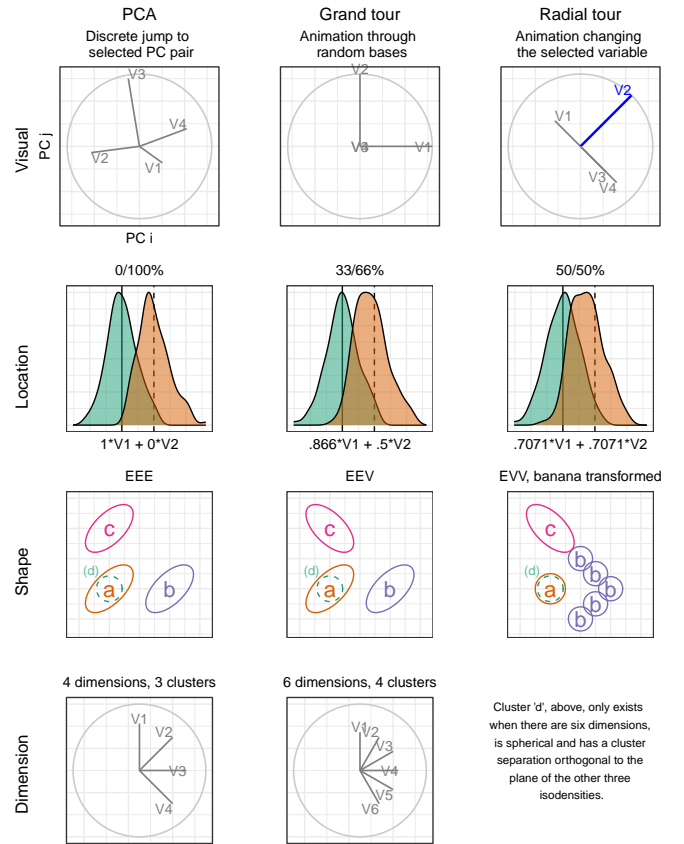 PCA
Grand tour
Radial tour
Discrete jump to
selected PC pair
Animation through
random bases
Animation changing
the selected variable
Visual
PC j
V3
V4
V2
V1
PC i
V2
V1
V2
V1
V3
V4
Location
0/100%
33/66%
50/50%
1*V1 + 0*V2
.866*V1 + .5*V2
.7071*V1 + .7071*V2
Shape
EEE
EEV
EVV, banana transformed
c
(d)
a
b
c
(d)
a
b
c
(d)
a
b
b
b
b
b
Dimension
4 dimensions, 3 clusters
6 dimensions, 4 clusters
V1
V2
V3
V4
V1
V2
V3
V4
V5
V6
Cluster 'd', above, only exists
when there are six dimensions,
is spherical and has a cluster
separation orthogonal to the
plane of the other three
isodensities.